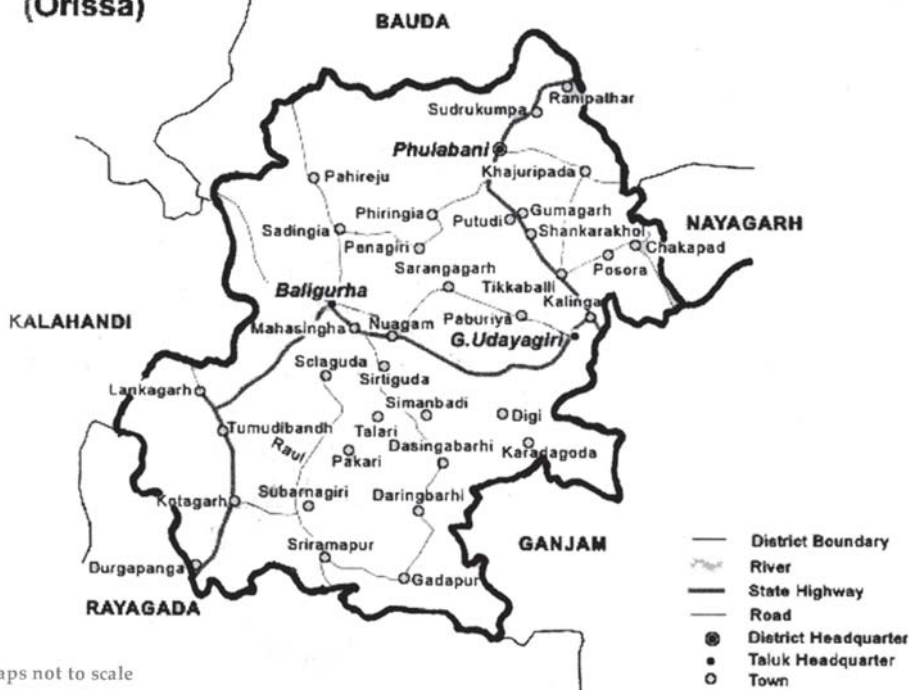 (Orissa)
BAUDA
Ranipathar
Sudrukumpa
Phulabani
Khajuripada
Pahireju
Phiringia
Gumagarh
Putudi
NAYAGARH
Sadingia
Shankarakhol
Chakapad
Penagiri
Posora
Sarangagarh
Tikkaballi
Baligurha
Kalinga
KALAHANDI
Mahasingha
Nuagam
Paburiya
G.Udayagiri
Sclaguda
Sirtiguda
Lankagarh
Simanbadi
Digi
Tumudibandh
Talari
Raul
Dasingabarhi
Karadagoda
Pakari
Subarnagiri
Daringbarhi
Kotagarh
Sriramapur
GANJAM
District Boundary
Durgapanga
Gadapur
River
RAYAGADA
State Highway
Road
District Headquarter
Taluk Headquarter
aps not to scale
Town